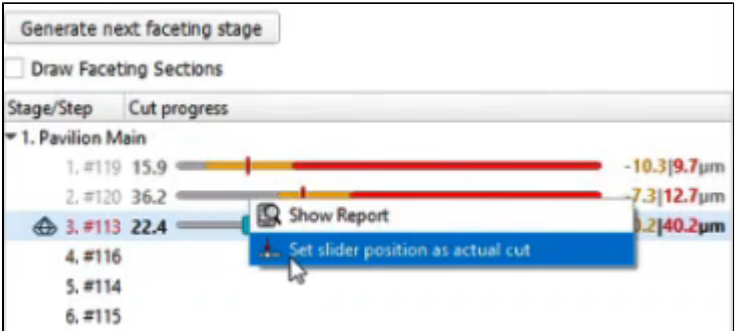 Generate next faceting stage
Draw Faceting Sections
Stage/Step Cut progress
1. Pavilion Main
1. #119 15.9 -10.3|9.7µm
2. #120 36.2 -7.3|12.7µm
Show Report
3. #113 22.4 0.2|40.2µm
Set slider position as actual cut
4. #116
5. #114
6. #115